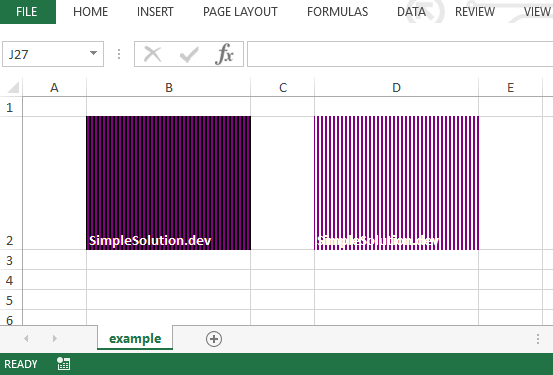 FILE HOME INSERT PAGE LAYOUT FORMULAS DATA REVIEW VIEW
J27 fx
A B C D E
1
2 SimpleSolution.dev SimpleSolution.dev
3
4
5
6
example
READY